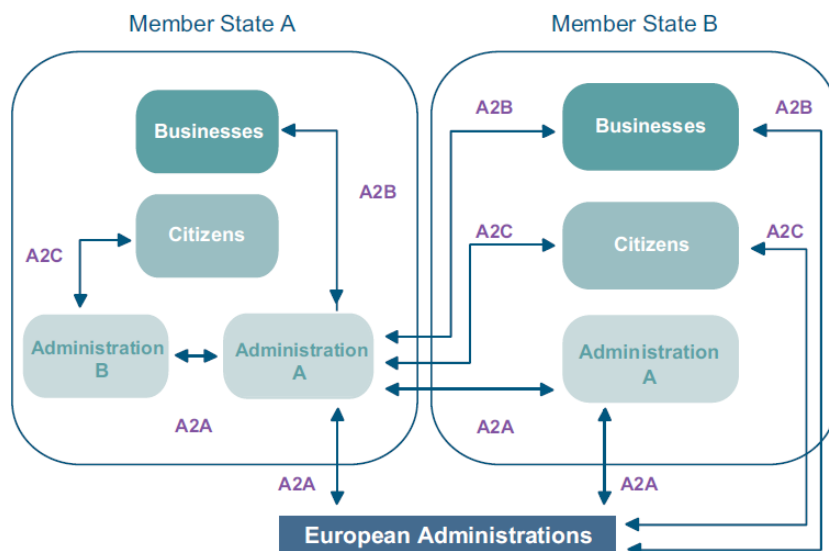 Member State A
Member State B
Businesses
A2B
Citizens
A2C
Administration
B
Administration
A
A2A
A2A
A2B
Businesses
A2B
A2C
Citizens
A2C
Administration
A
A2A
A2A
European Administrations